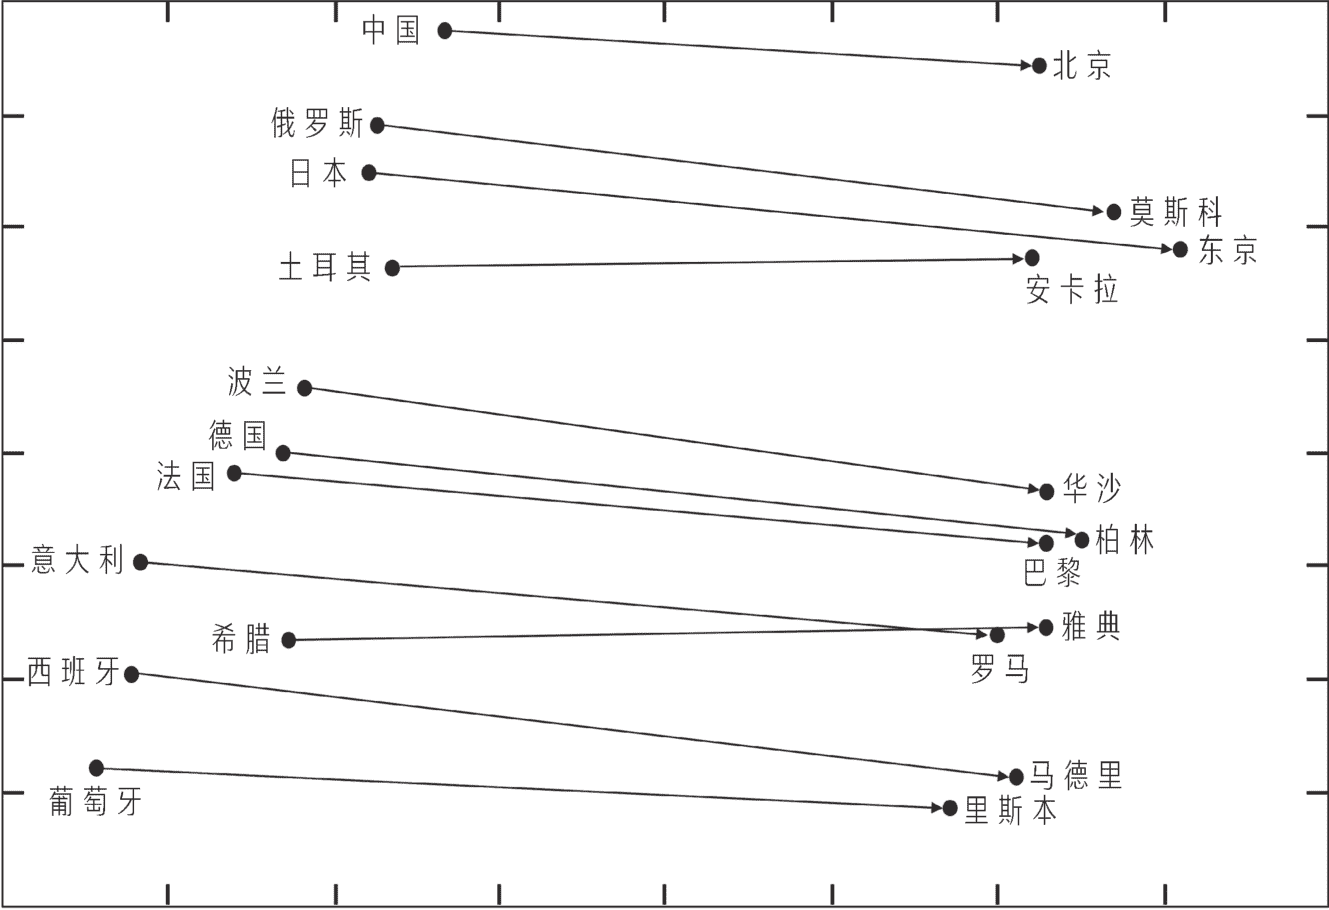 中国
北京
俄罗斯
日本
莫斯科
东京
土耳其
安卡拉
波兰
德国
法国
华沙
柏林
巴黎
意大利
希腊
雅典
罗马
西班牙
马德里
葡萄牙
里斯本